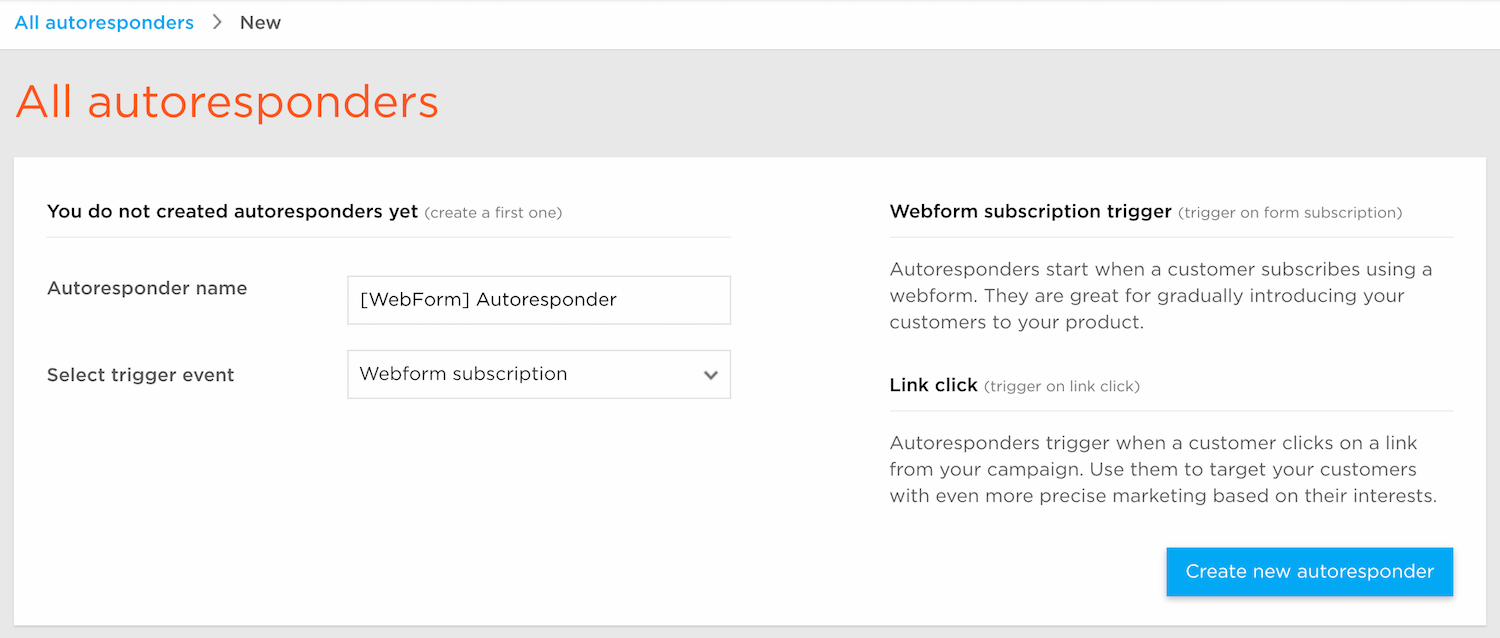 All autoresponders > New
All autoresponders
You do not created autoresponders yet (create a first one)
Autoresponder name
[WebForm] Autoresponder
Select trigger event
Webform subscription
Webform subscription trigger (trigger on form subscription)
Autoresponders start when a customer subscribes using a
webform. They are great for gradually introducing your
customers to your product.
Link click (trigger on link click)
Autoresponders trigger when a customer clicks on a link
from your campaign. Use them to target your customers
with even more precise marketing based on their interests.
Create new autoresponder